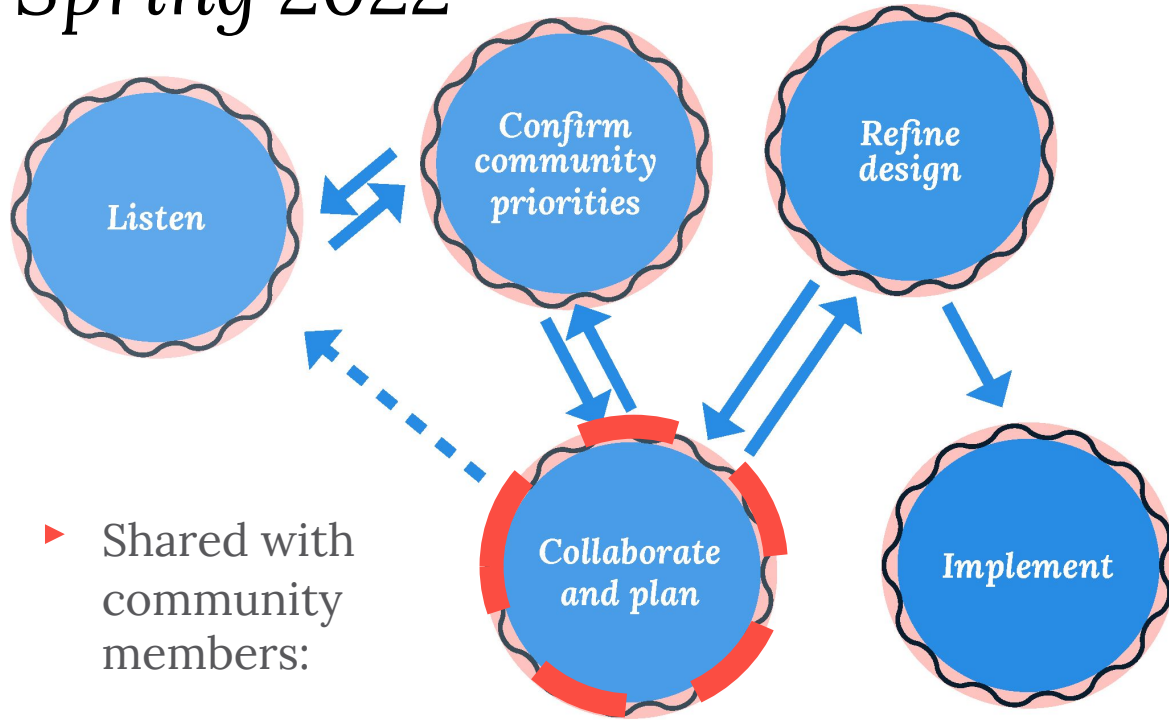 Spring 2022
Confirm
community
priorities
Refine
design
Listen
Collaborate
and plan
Implement
Shared with
community
members: